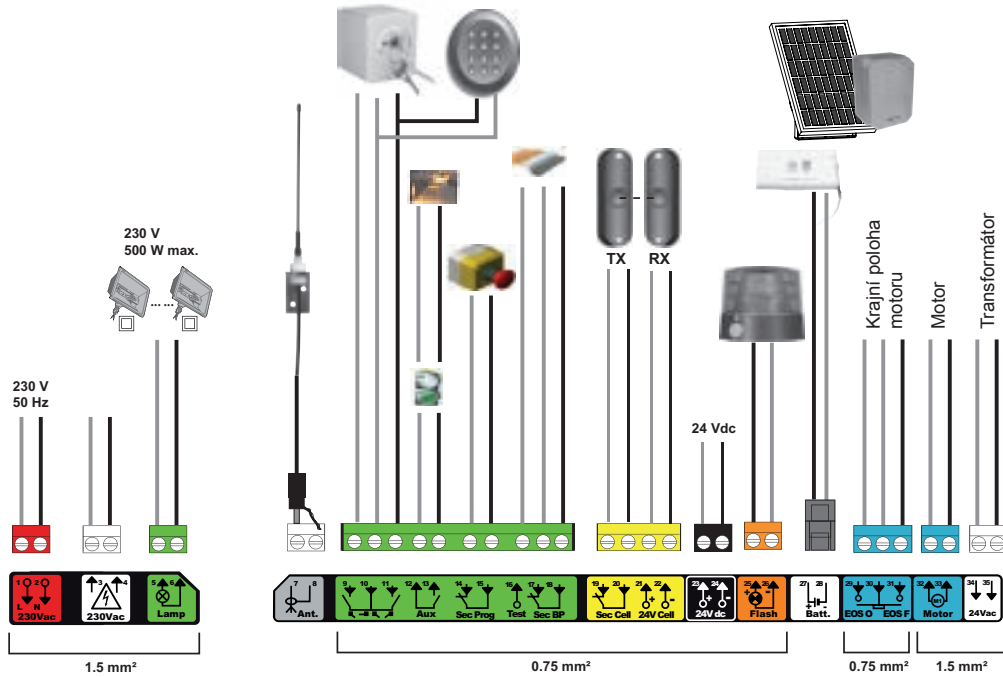 230 V
500 W max.
230 V
50 Hz
TX
RX
24 Vdc
Krajní poloha
motoru
Motor
Transformátor
1 2
L N
230Vac
3 4
230Vac
5 6
Lamp
7 8
Ant.
9 10 11
12 13
Aux
14 15
Sec Prog
16
Test
17 18
Sec BP
19 20
Sec Cell
21 22
+ -
24V Cell
23 24
+ -
24V dc
25 26
+ -
Flash
27 28
+ -
Batt.
29 30 31
EOS O EOS F
32 33
M1
Motor
34 35
24Vac
1.5 mm²
0.75 mm²
0.75 mm²
1.5 mm²